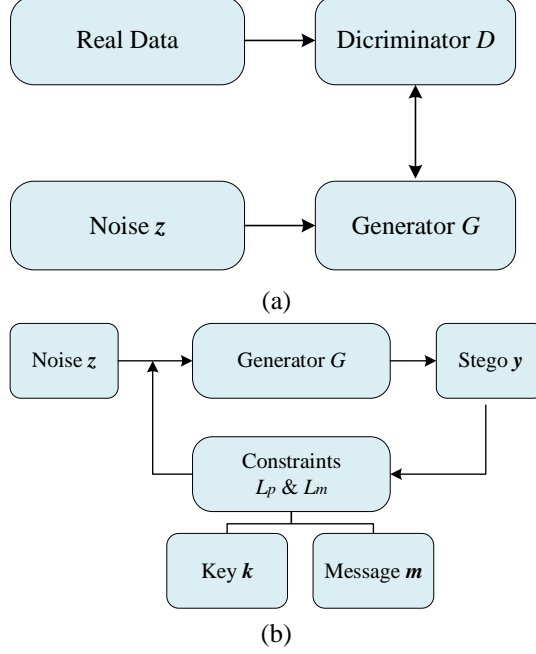 Real Data
Dicriminator D
Noise z
Generator G
(a)
Noise z
Generator G
Stego y
Constraints
Lp & Lm
Key k
Message m
(b)